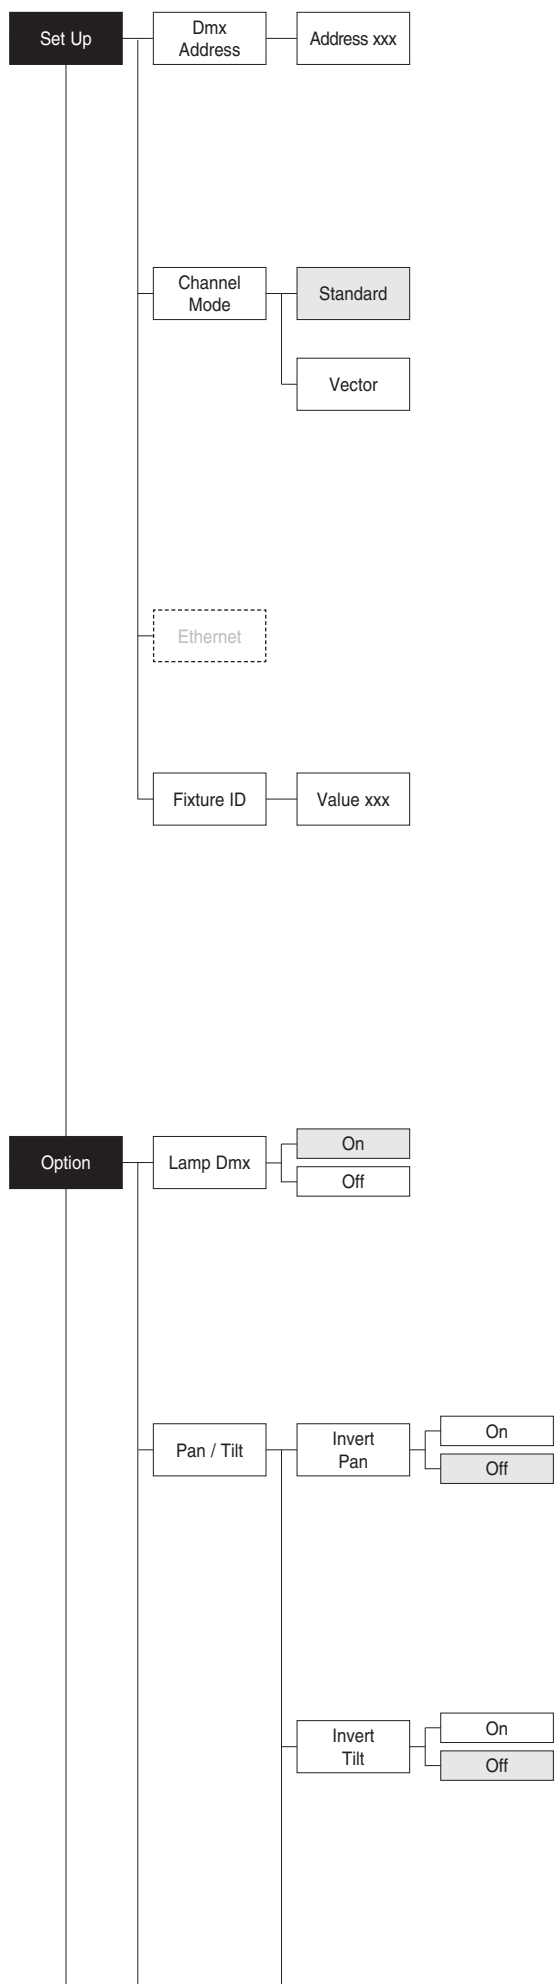 Set Up
Dmx
Address
Address xxx
Channel
Mode
Standard
Vector
Ethernet
Fixture ID
Value xxx
Option
Lamp Dmx
On
Off
Pan / Tilt
Invert
Pan
On
Off
Invert
Tilt
On
Off